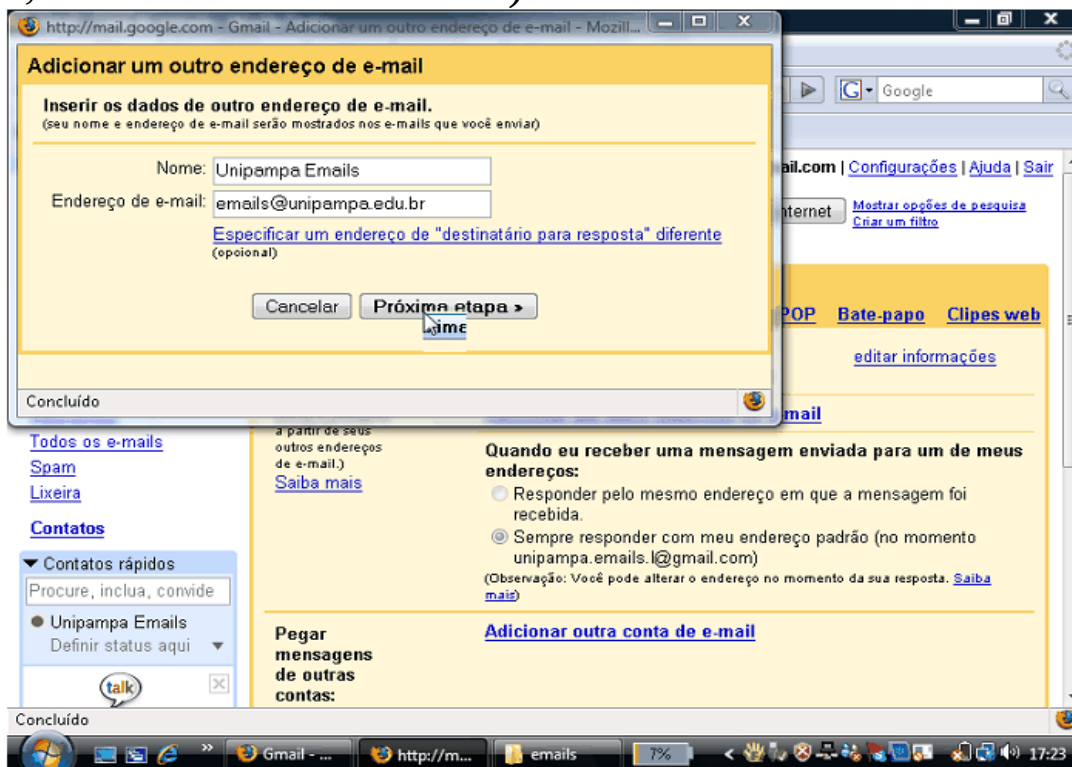 http://mail.google.com - Gmail - Adicionar um outro endereço de e-mail - Mozill...
Adicionar um outro endereço de e-mail
Inserir os dados de outro endereço de e-mail.
(seu nome e endereço de e-mail serão mostrados nos e-mails que você enviar)
Nome: Unipampa Emails
Endereço de e-mail: emails@unipampa.edu.br
Especificar um endereço de "destinatário para resposta" diferente
(opcional)
Cancelar Próxima etapa »
Concluído
G Google
ail.com | Configurações | Ajuda | Sair
nternet Mostrar opções de pesquisa
Criar um filtro
POP Bate-papo Clipes web
editar informações
mail
Todos os e-mails
Spam
Lixeira
Contatos
Contatos rápidos
Procure, inclua, convide
Unipampa Emails
Definir status aqui
talk
a partir de seus
outros endereços
de e-mail.)
Saiba mais
Quando eu receber uma mensagem enviada para um de meus
endereços:
Responder pelo mesmo endereço em que a mensagem foi
recebida.
Sempre responder com meu endereço padrão (no momento
unipampa.emails.l@gmail.com)
(Observação: Você pode alterar o endereço no momento da sua resposta. Saiba
mais)
Pegar
mensagens
de outras
contas:
Adicionar outra conta de e-mail
Concluído
Gmail - ... http://m... emails 7% 17:23